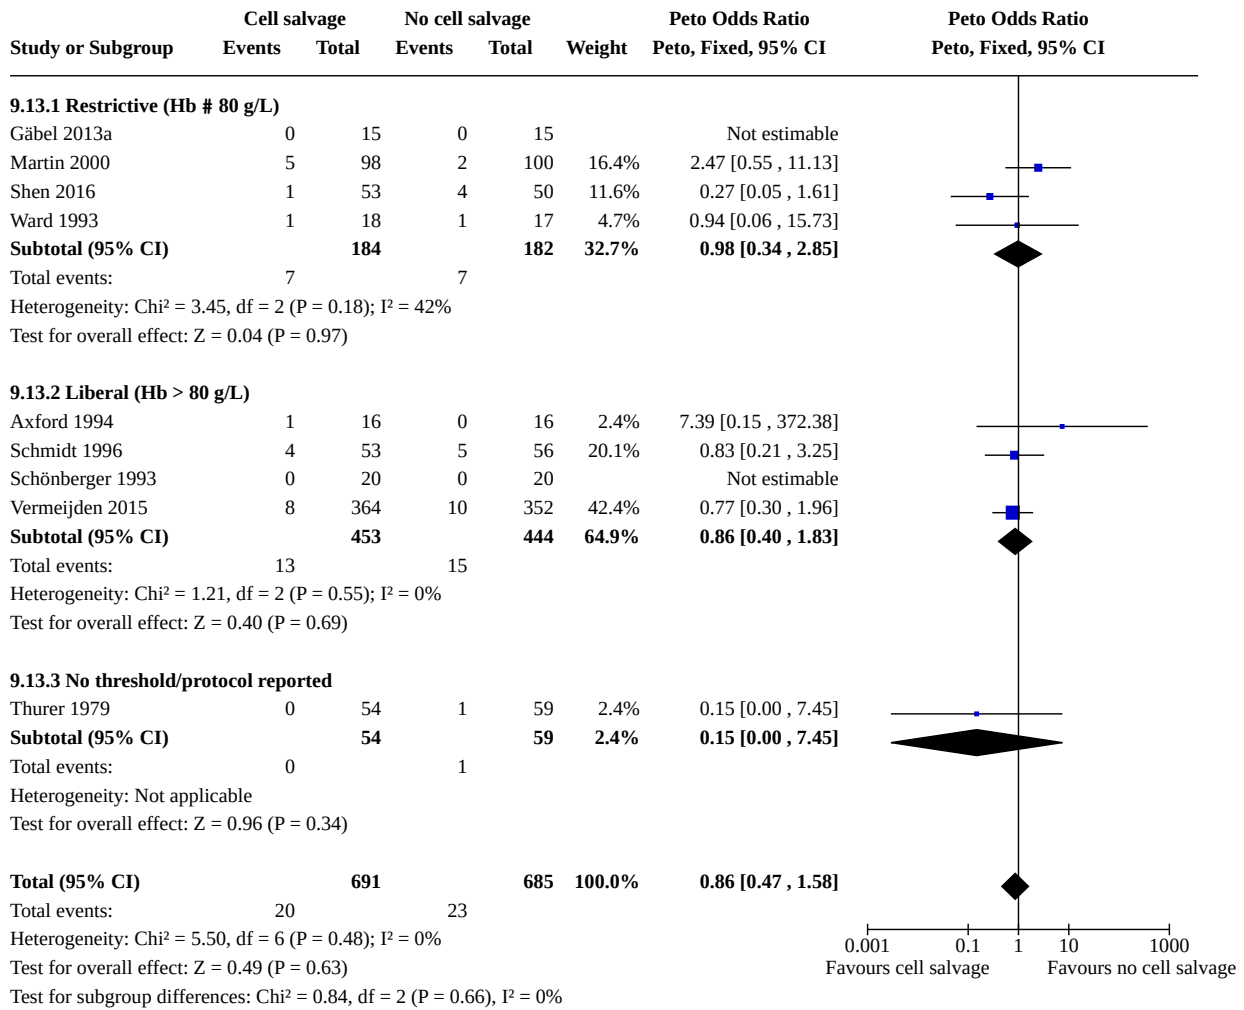 Cell salvage No cell salvage Peto Odds Ratio Peto Odds Ratio
Study or Subgroup Events Total Events Total Weight Peto, Fixed, 95% CI Peto, Fixed, 95% CI
9.13.1 Restrictive (Hb # 80 g/L)
Gäbel 2013a 0 15 0 15 Not estimable
Martin 2000 5 98 2 100 16.4% 2.47 [0.55 , 11.13]
Shen 2016 1 53 4 50 11.6% 0.27 [0.05 , 1.61]
Ward 1993 1 18 1 17 4.7% 0.94 [0.06 , 15.73]
Subtotal (95% CI) 184 182 32.7% 0.98 [0.34 , 2.85]
Total events: 7 7
Heterogeneity: Chi² = 3.45, df = 2 (P = 0.18); I² = 42%
Test for overall effect: Z = 0.04 (P = 0.97)
9.13.2 Liberal (Hb > 80 g/L)
Axford 1994 1 16 0 16 2.4% 7.39 [0.15 , 372.38]
Schmidt 1996 4 53 5 56 20.1% 0.83 [0.21 , 3.25]
Schönberger 1993 0 20 0 20 Not estimable
Vermeijden 2015 8 364 10 352 42.4% 0.77 [0.30 , 1.96]
Subtotal (95% CI) 453 444 64.9% 0.86 [0.40 , 1.83]
Total events: 13 15
Heterogeneity: Chi² = 1.21, df = 2 (P = 0.55); I² = 0%
Test for overall effect: Z = 0.40 (P = 0.69)
9.13.3 No threshold/protocol reported
Thurer 1979 0 54 1 59 2.4% 0.15 [0.00 , 7.45]
Subtotal (95% CI) 54 59 2.4% 0.15 [0.00 , 7.45]
Total events: 0 1
Heterogeneity: Not applicable
Test for overall effect: Z = 0.96 (P = 0.34)
Total (95% CI) 691 685 100.0% 0.86 [0.47 , 1.58]
Total events: 20 23
Heterogeneity: Chi² = 5.50, df = 6 (P = 0.48); I² = 0%
0.001 0.1 1 10 1000
Test for overall effect: Z = 0.49 (P = 0.63)
Favours cell salvage Favours no cell salvage
Test for subgroup differences: Chi² = 0.84, df = 2 (P = 0.66), I² = 0%